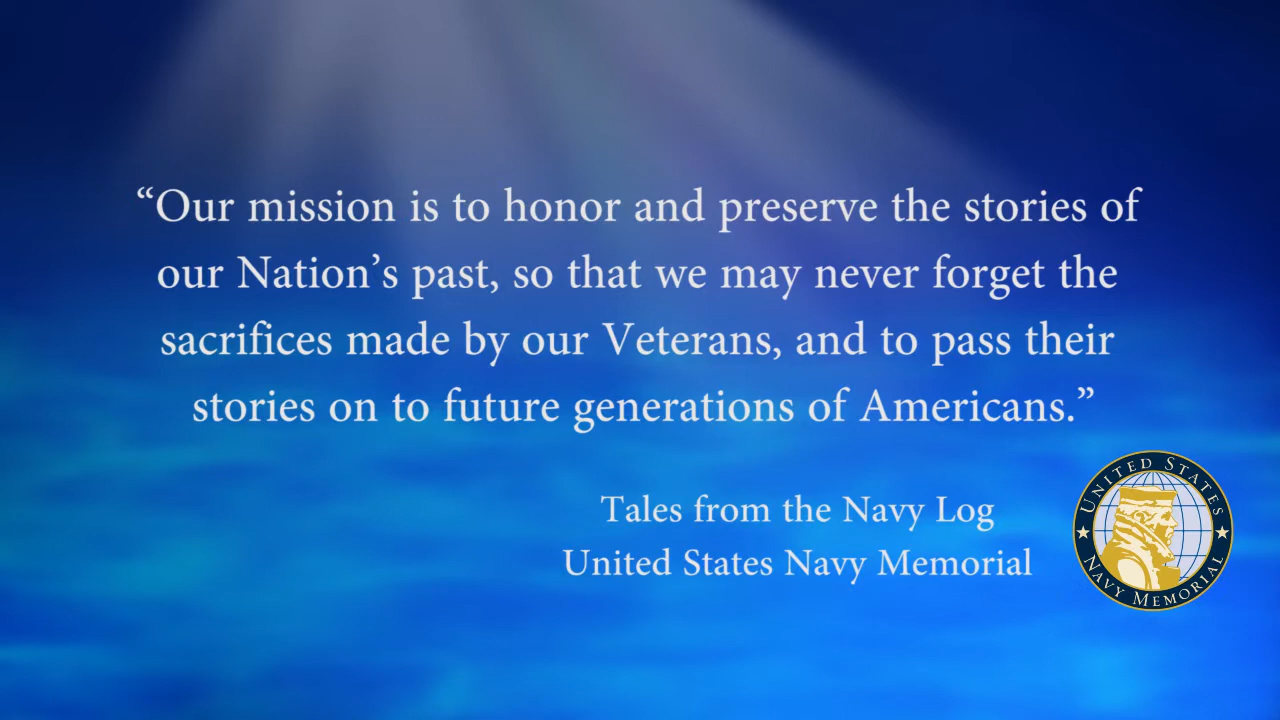 “Our mission is to honor and preserve the stories of
our Nation’s past, so that we may never forget the
sacrifices made by our Veterans, and to pass their
stories on to future generations of Americans.”
Tales from the Navy Log
United States Navy Memorial
UNITED STATES
NAVY MEMORIAL